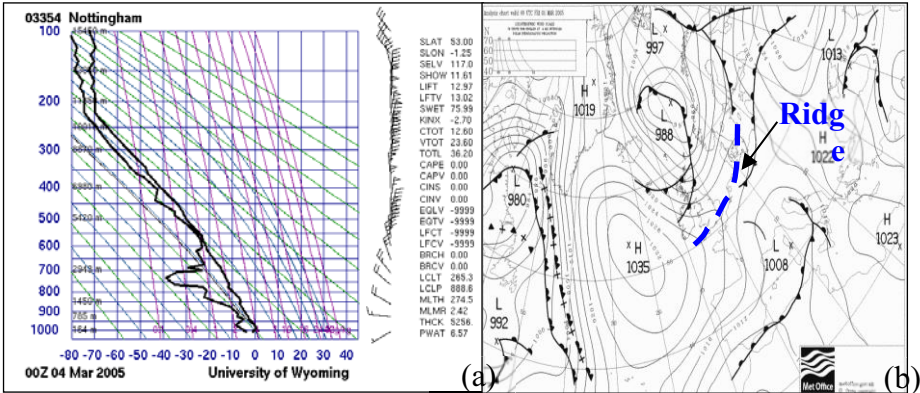 03354 Nottingham
100
200
300
400
500
600
700
800
900
1000
2919 m
1450 m
765 m
164 m
-80 -70 -60 -50 -40 -30 -20 -10 0 10 20 30 40
00Z 04 Mar 2005
University of Wyoming
SLAT 53.00
SLON -1.25
SELV 117.0
SHOW 11.61
LIFT 12.97
LFTV 13.02
SWET 75.99
KINX -2.70
CTOT 12.60
VTOT 23.60
TOTL 36.20
CAPE 0.00
CAPV 0.00
CINS 0.00
CINV 0.00
EQLV -9999
EQTV -9999
LFCT -9999
LFCV -9999
BRCH 0.00
BRCV 0.00
LCLT 265.3
LCLP 888.6
MLTH 274.5
MLMR 2.42
THCK 5256.
PWAT 6.57
(a)
L
997
L
1013
H
1019
L
988
Ridg
e
H
1022
L
980
H
1035
L
1008
H
1023
L
992
Met Office
(b)